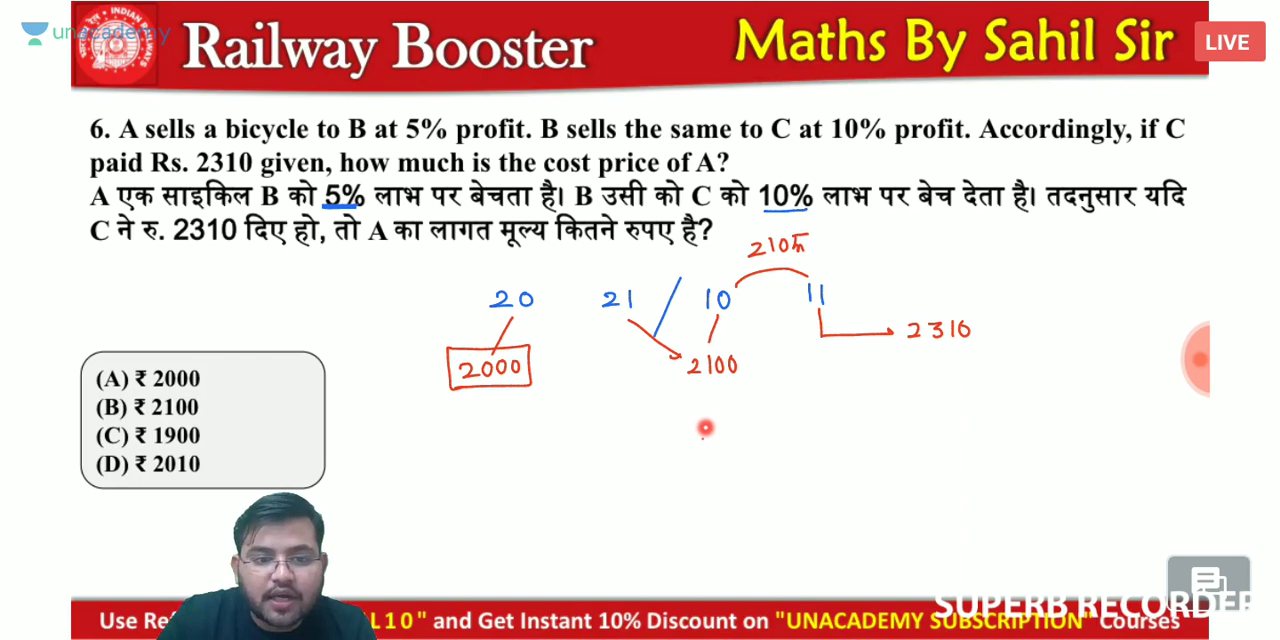 unacademy
INDIAN RAILWAYS
Railway Booster
Maths By Sahil Sir
LIVE
6. A sells a bicycle to B at 5% profit. B sells the same to C at 10% profit. Accordingly, if C
paid Rs. 2310 given, how much is the cost price of A?
A एक साइकिल B को 5% लाभ पर बेचता है। B उसी को C को 10% लाभ पर बेच देता है। तदनुसार यदि
C ने रु. 2310 दिए हो, तो A का लागत मूल्य कितने रुपए है?
20 21 10 11
2000 2100 2310
(A) ₹ 2000
(B) ₹ 2100
(C) ₹ 1900
(D) ₹ 2010
SUPERB RECORDER
L10" and Get Instant 10% Discount on "UNACADEMY SUBSCRIPTION" Courses